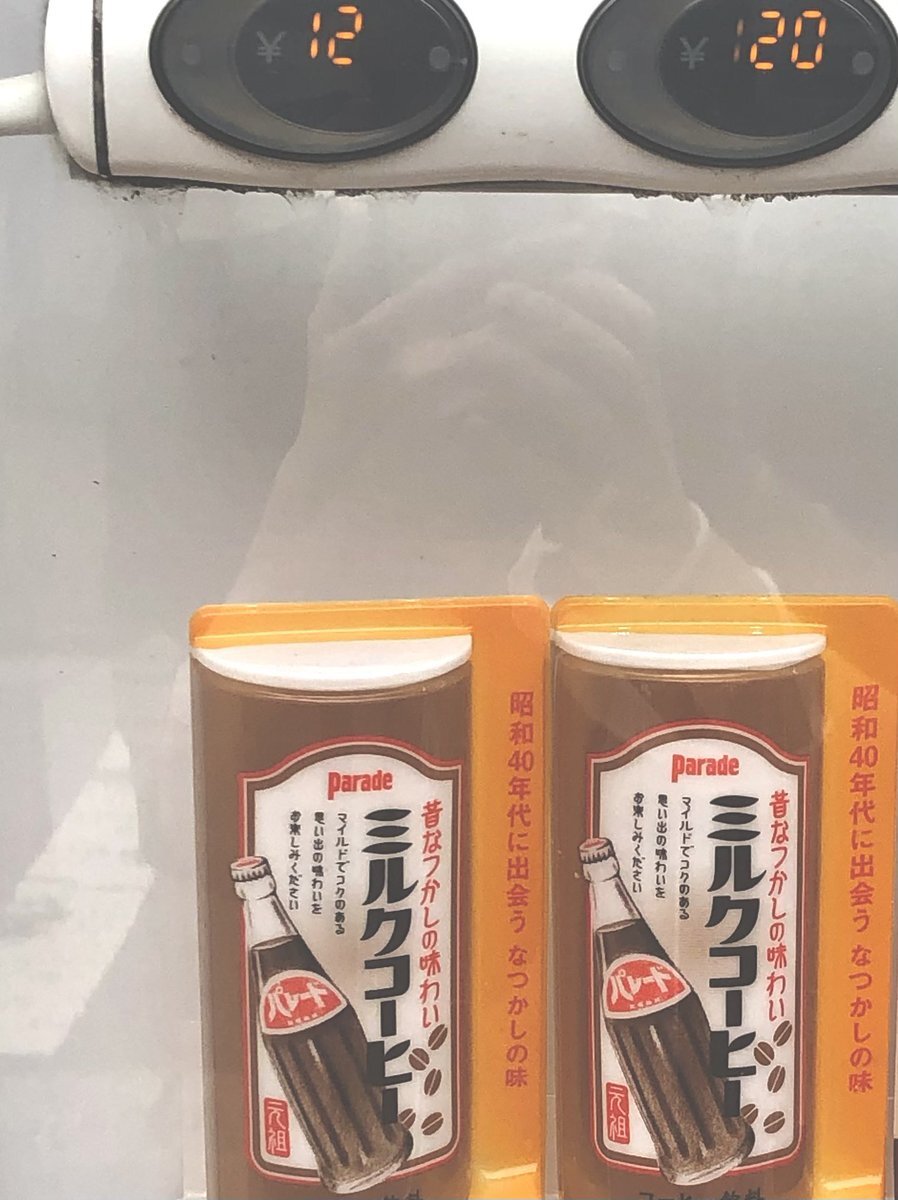 ¥ 12
¥ 120
parade
昔なつかしの味わい
ミルクコーヒー
マイルドでコクのある
思い出の味わいを
お楽しみください
パレード
元祖
昭和40年代に出会う なつかしの味
parade
昔なつかしの味わい
ミルクコーヒー
マイルドでコクのある
思い出の味わいを
お楽しみください
パレード
元祖
コーヒー飲料
昭和40年代に出会う なつかしの味